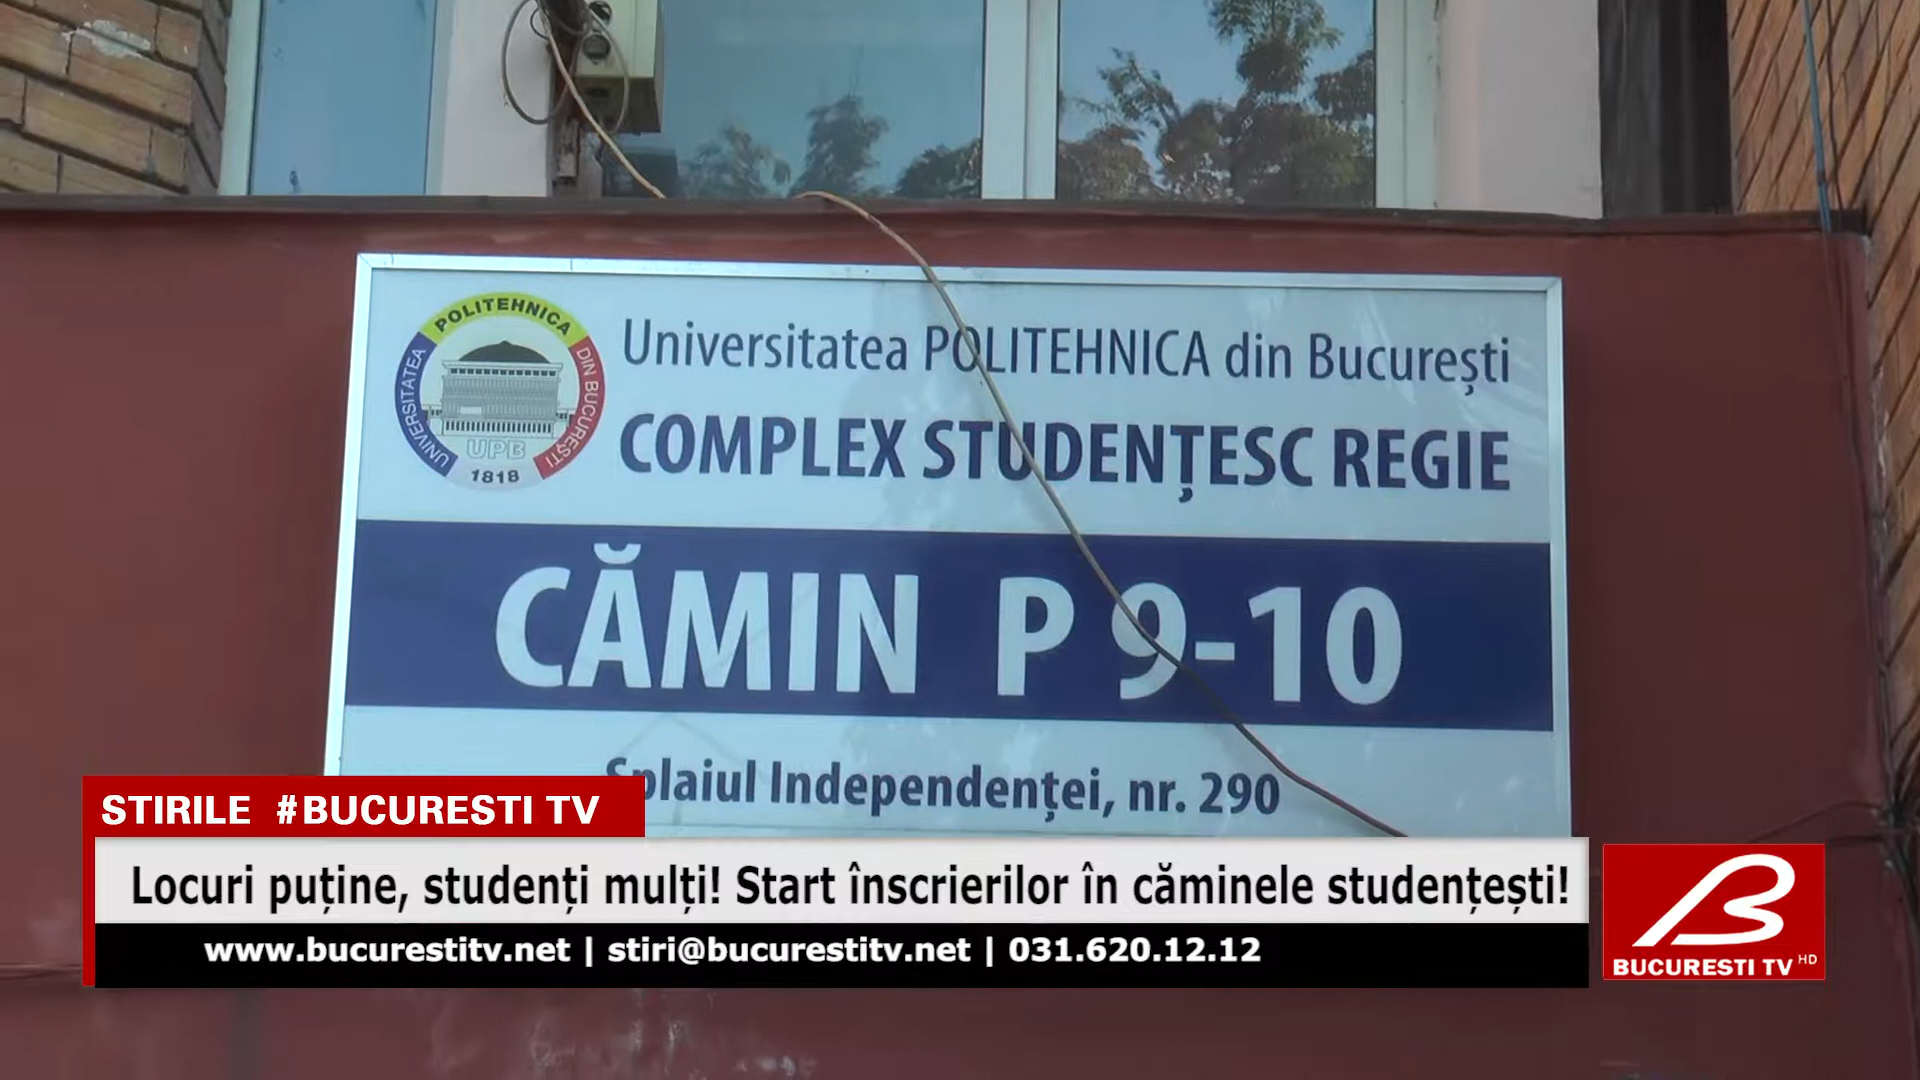 UNIVERSITATEA POLITEHNICA DIN BUCUREȘTI
UPB
1818
Universitatea POLITEHNICA din București
COMPLEX STUDENȚESC REGIE
CĂMIN P 9-10
Splaiul Independenței, nr. 290
STIRILE #BUCURESTI TV
Locuri puține, studenți mulți! Start înscrierilor în căminele studențești!
www.bucurestitv.net | stiri@bucurestitv.net | 031.620.12.12
B
BUCURESTI TV HD